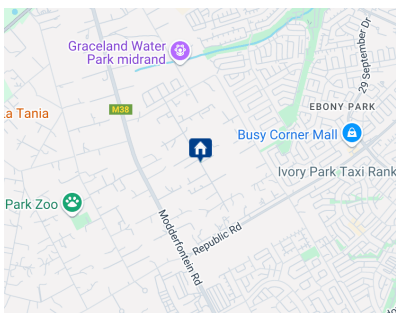 Graceland Water
Park midrand
29 September Dr
M38
La Tania
EBONY PARK
Busy Corner Mall
Ivory Park Taxi Rank
Park Zoo
Modderfontein Rd
Republic Rd